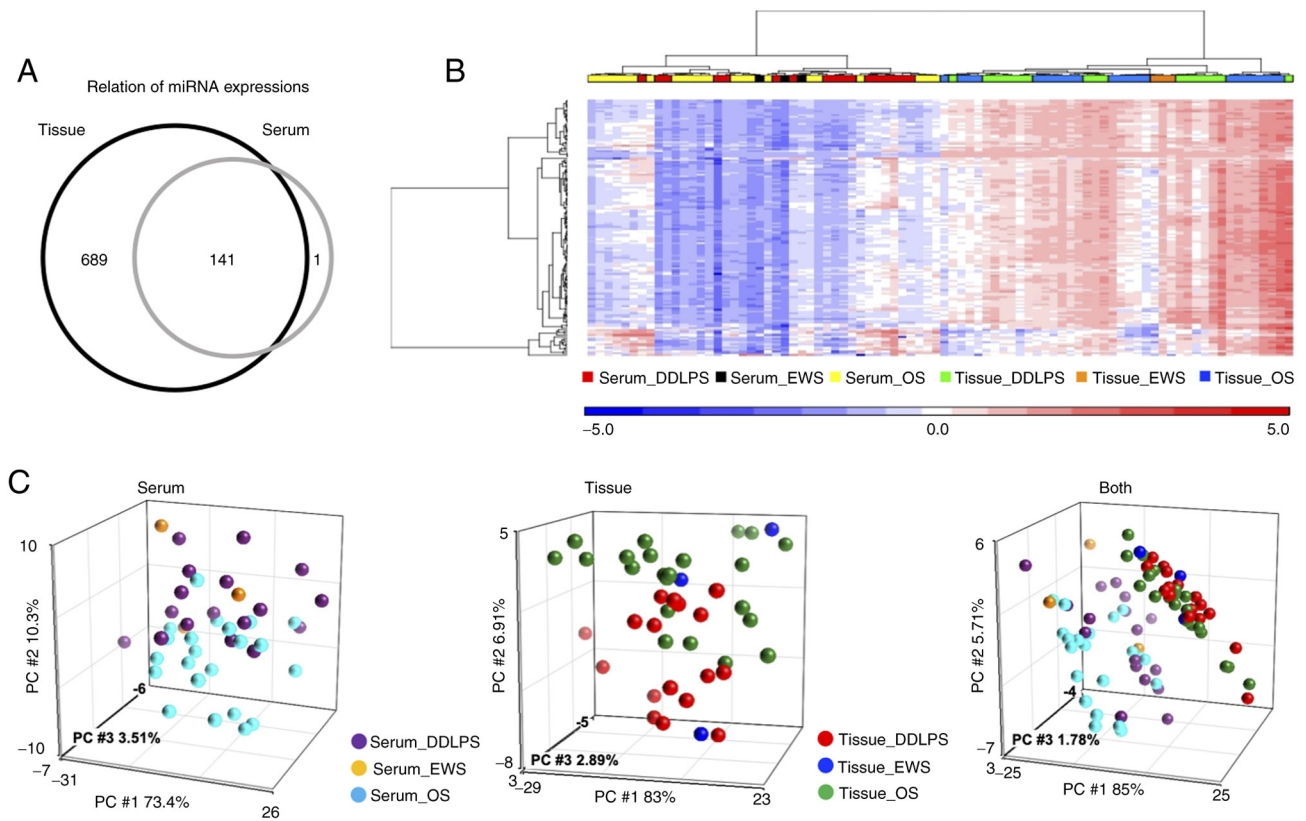 A
Relation of miRNA expressions
Tissue
Serum
689
141
1
B
Serum_DDLPS
Serum_EWS
Serum_OS
Tissue_DDLPS
Tissue_EWS
Tissue_OS
−5.0
0.0
5.0
C
Serum
10
PC #2 10.3%
−10
-6
PC #3 3.51%
−7
−31
PC #1 73.4%
26
Serum_DDLPS
Serum_EWS
Serum_OS
Tissue
5
PC #2 6.91%
−8
-5
PC #3 2.89%
3
−29
PC #1 83%
23
Tissue_DDLPS
Tissue_EWS
Tissue_OS
Both
6
PC #2 5.71%
−7
-4
PC #3 1.78%
3
−25
PC #1 85%
25